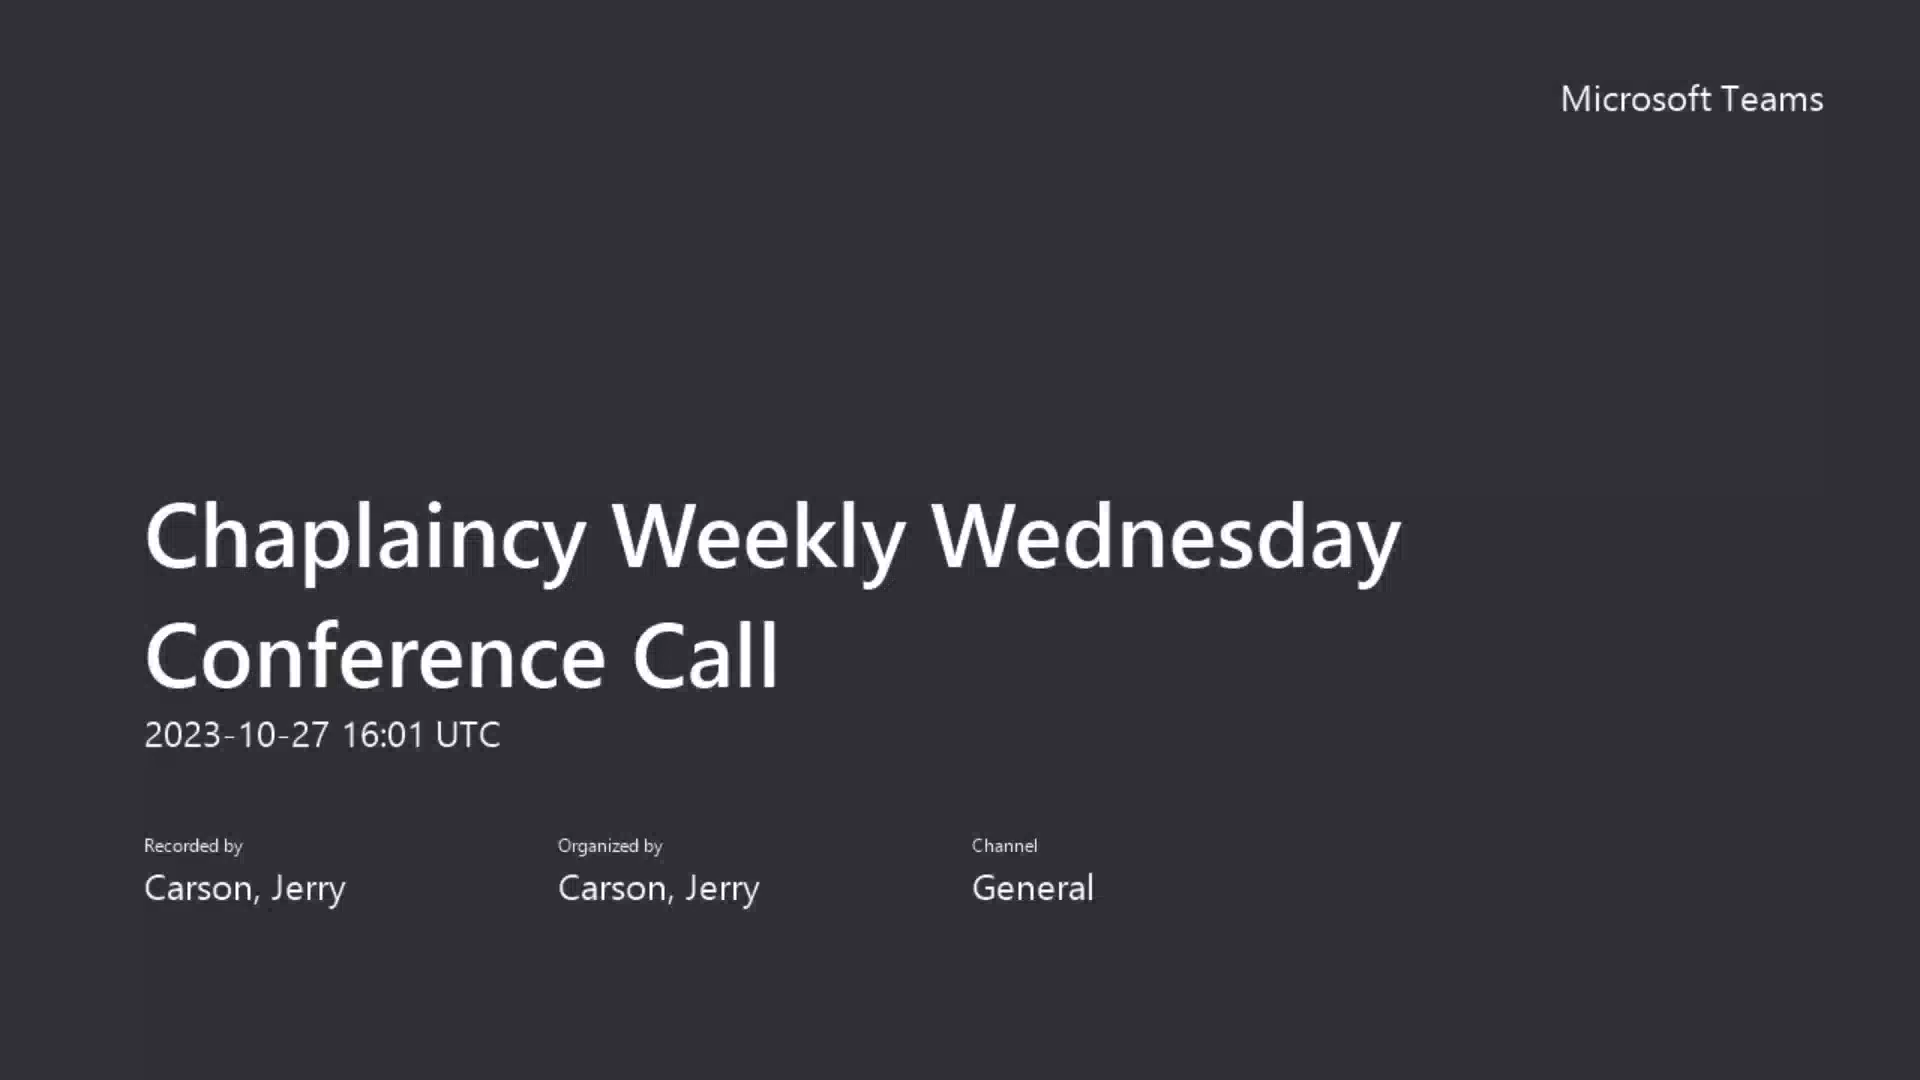 Microsoft Teams
Chaplaincy Weekly Wednesday
Conference Call
2023-10-27 16:01 UTC
Recorded by
Carson, Jerry
Organized by
Carson, Jerry
Channel
General